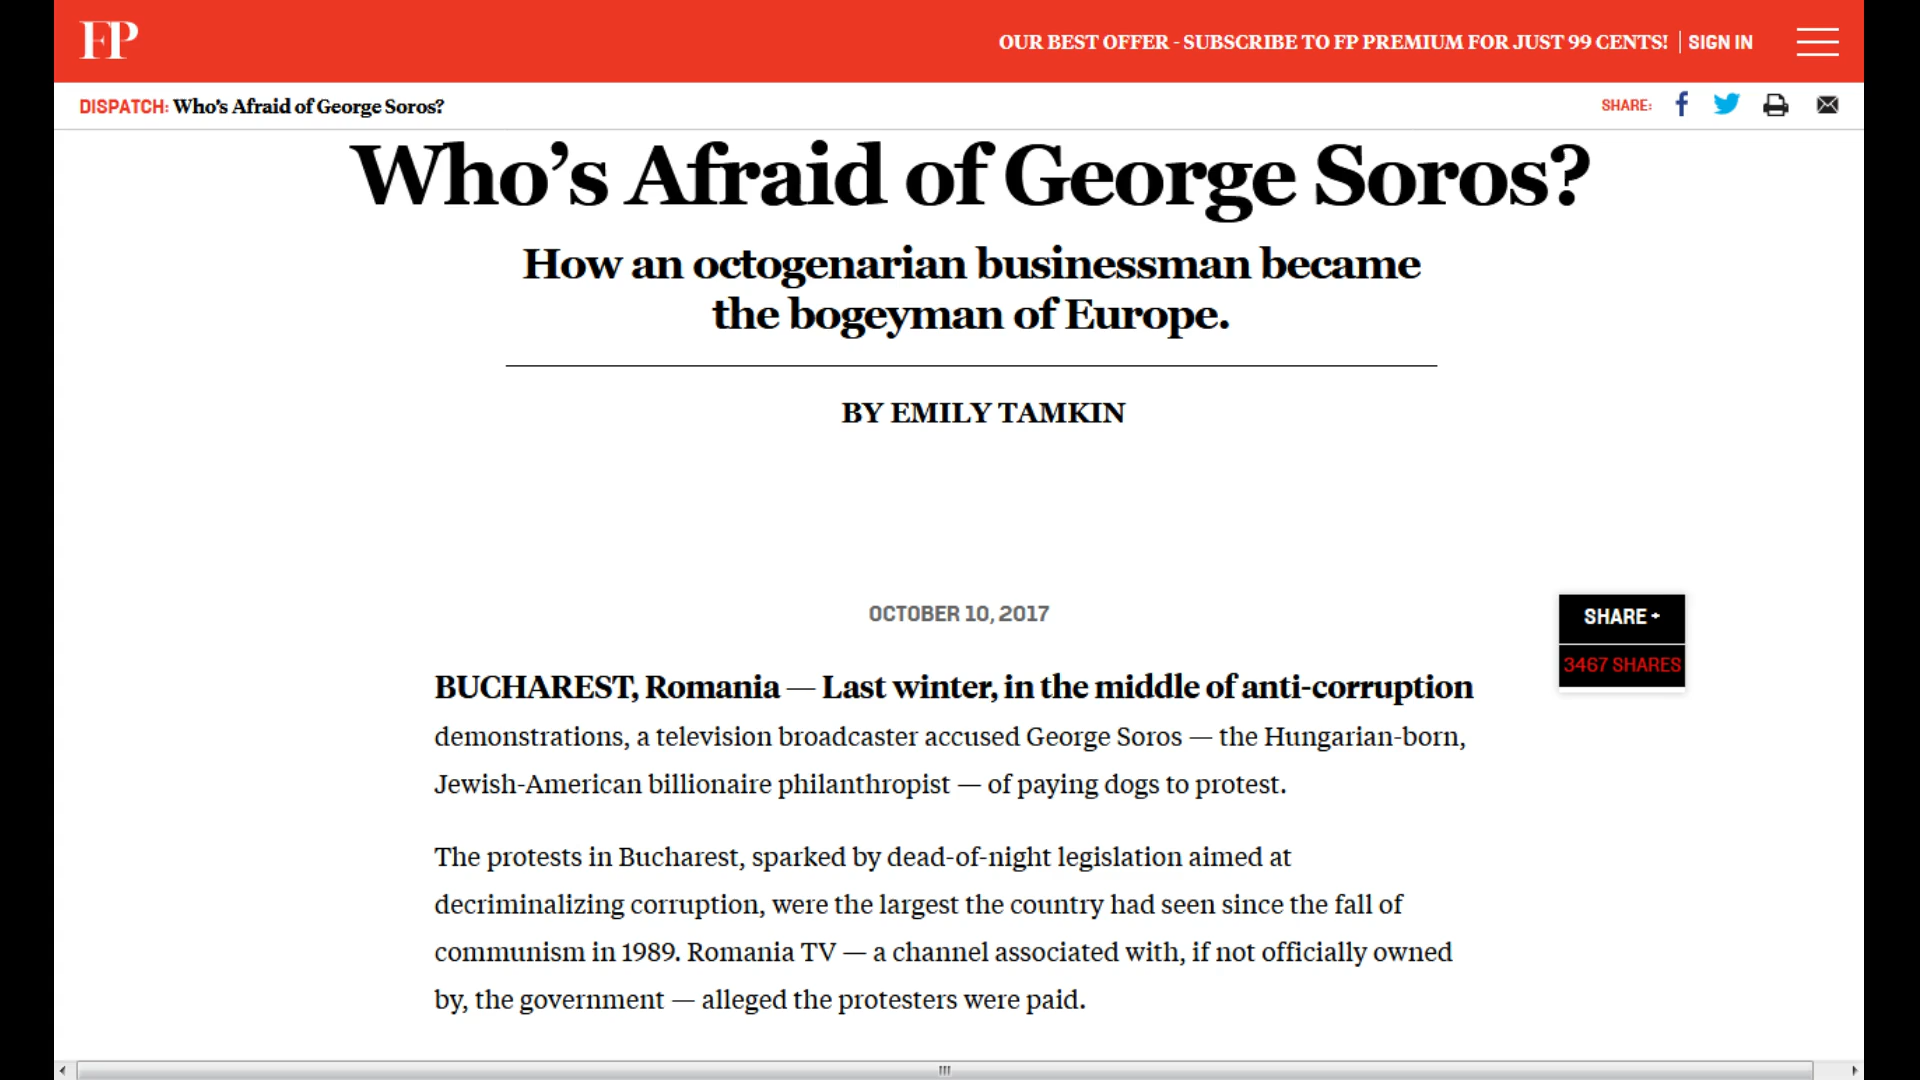 FP
OUR BEST OFFER - SUBSCRIBE TO FP PREMIUM FOR JUST 99 CENTS! | SIGN IN
DISPATCH: Who's Afraid of George Soros?
SHARE:
Who’s Afraid of George Soros?
How an octogenarian businessman became
the bogeyman of Europe.
BY EMILY TAMKIN
OCTOBER 10, 2017
SHARE +
3467 SHARES
BUCHAREST, Romania — Last winter, in the middle of anti-corruption
demonstrations, a television broadcaster accused George Soros — the Hungarian-born,
Jewish-American billionaire philanthropist — of paying dogs to protest.
The protests in Bucharest, sparked by dead-of-night legislation aimed at
decriminalizing corruption, were the largest the country had seen since the fall of
communism in 1989. Romania TV — a channel associated with, if not officially owned
by, the government — alleged the protesters were paid.